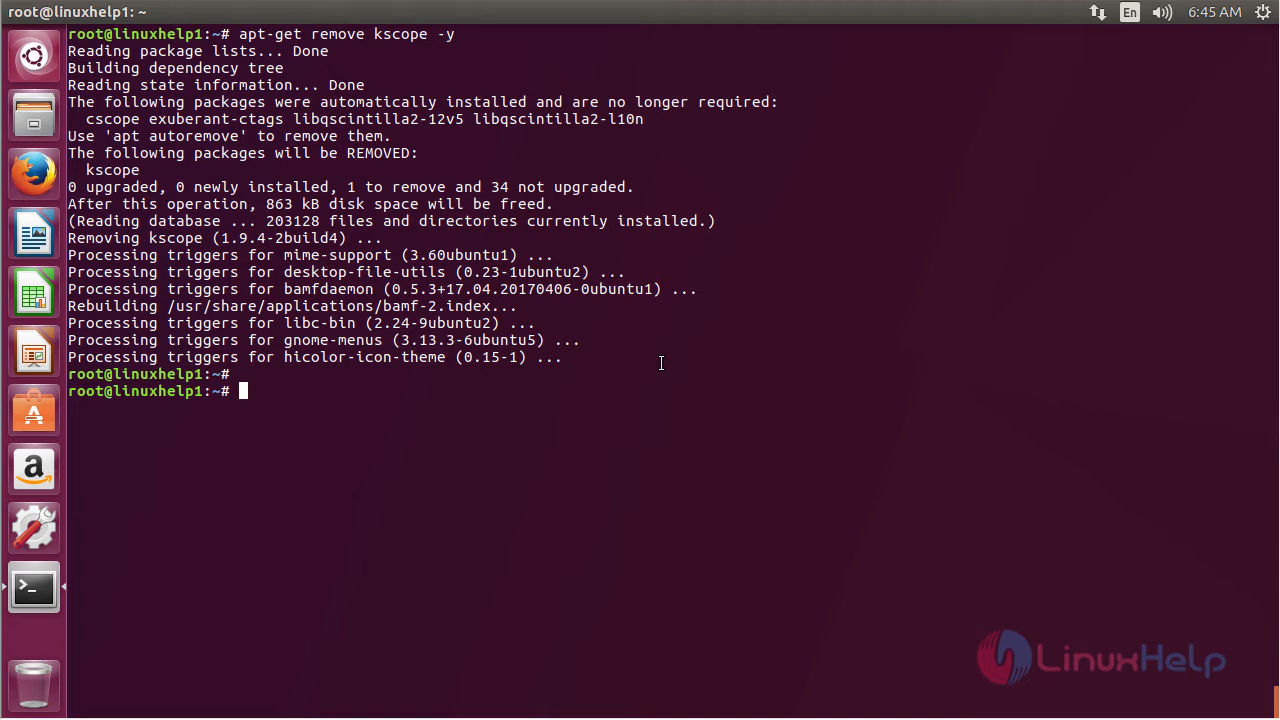 root@linuxhelp1: ~
En
6:45 AM
root@linuxhelp1:~# apt-get remove kscope -y
Reading package lists... Done
Building dependency tree
Reading state information... Done
The following packages were automatically installed and are no longer required:
  cscope exuberant-ctags libqscintilla2-12v5 libqscintilla2-l10n
Use 'apt autoremove' to remove them.
The following packages will be REMOVED:
  kscope
0 upgraded, 0 newly installed, 1 to remove and 34 not upgraded.
After this operation, 863 kB disk space will be freed.
(Reading database ... 203128 files and directories currently installed.)
Removing kscope (1.9.4-2build4) ...
Processing triggers for mime-support (3.60ubuntu1) ...
Processing triggers for desktop-file-utils (0.23-1ubuntu2) ...
Processing triggers for bamfdaemon (0.5.3+17.04.20170406-0ubuntu1) ...
Rebuilding /usr/share/applications/bamf-2.index...
Processing triggers for libc-bin (2.24-9ubuntu2) ...
Processing triggers for gnome-menus (3.13.3-6ubuntu5) ...
Processing triggers for hicolor-icon-theme (0.15-1) ...
root@linuxhelp1:~#
root@linuxhelp1:~#
LinuxHelp